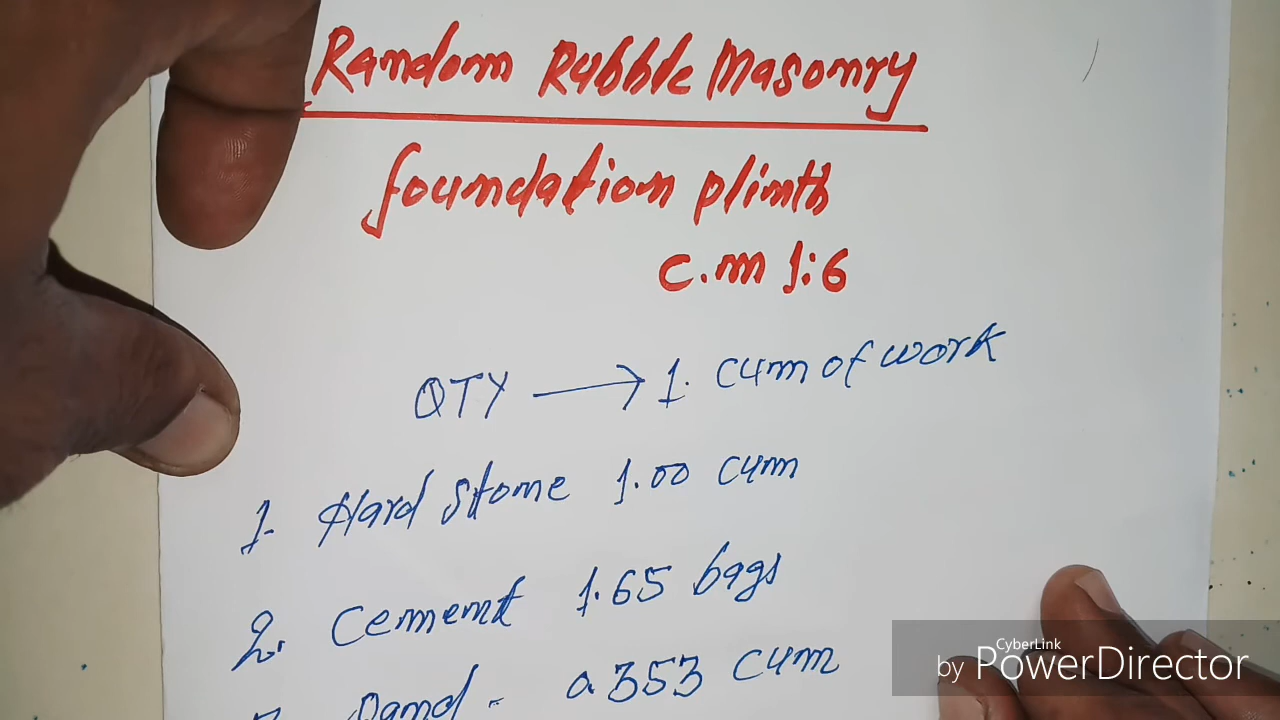 Random Rubble Masonry
foundation plinth
C.M 1:6
QTY → 1. cum of work
1. Hard Stone 1.00 cum
2. Cement 1.65 bags
Sand - 0.353 cum
CyberLink
by PowerDirector